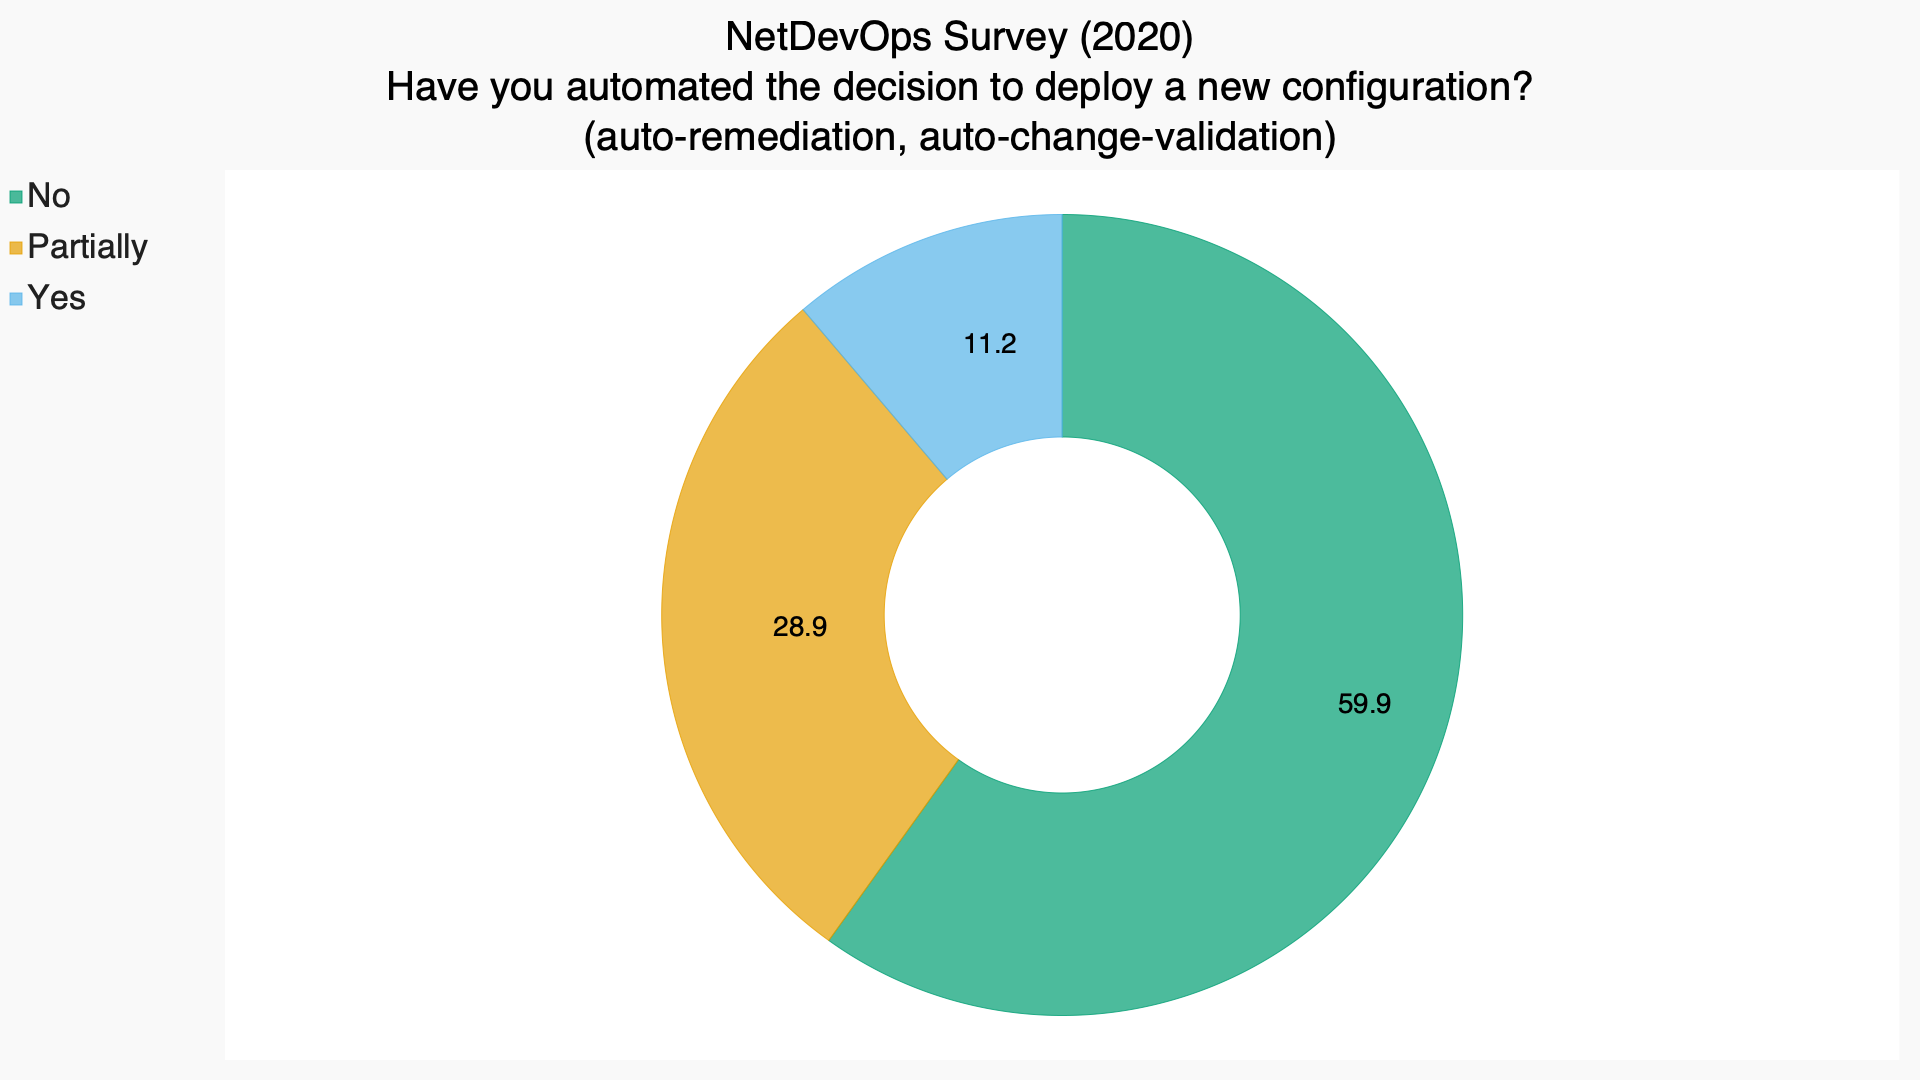 NetDevOps Survey (2020)
Have you automated the decision to deploy a new configuration?
(auto-remediation, auto-change-validation)
No
Partially
Yes
11.2
28.9
59.9